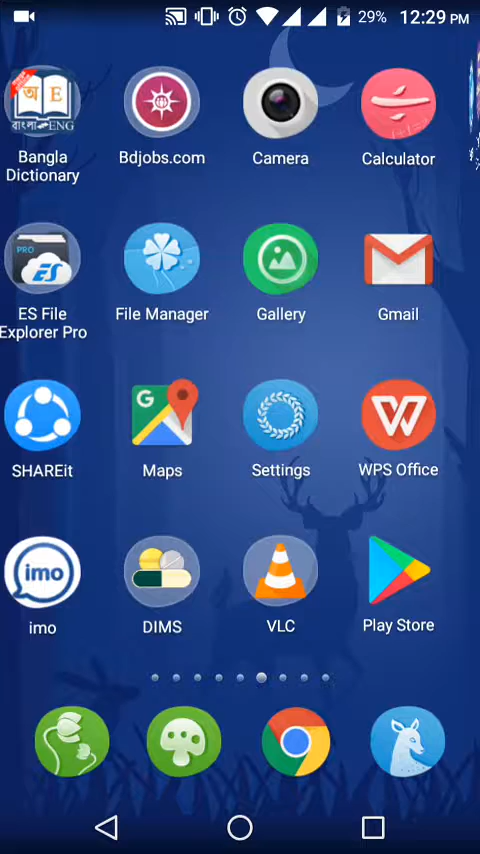 29% 12:29 PM
অ E
বাংলা ENG
Bangla Dictionary
Bdjobs.com
Camera
Calculator
PRO
ES
ES File Explorer Pro
File Manager
Gallery
Gmail
SHAREit
G
Maps
Settings
W
WPS Office
imo
imo
DIMS
VLC
Play Store